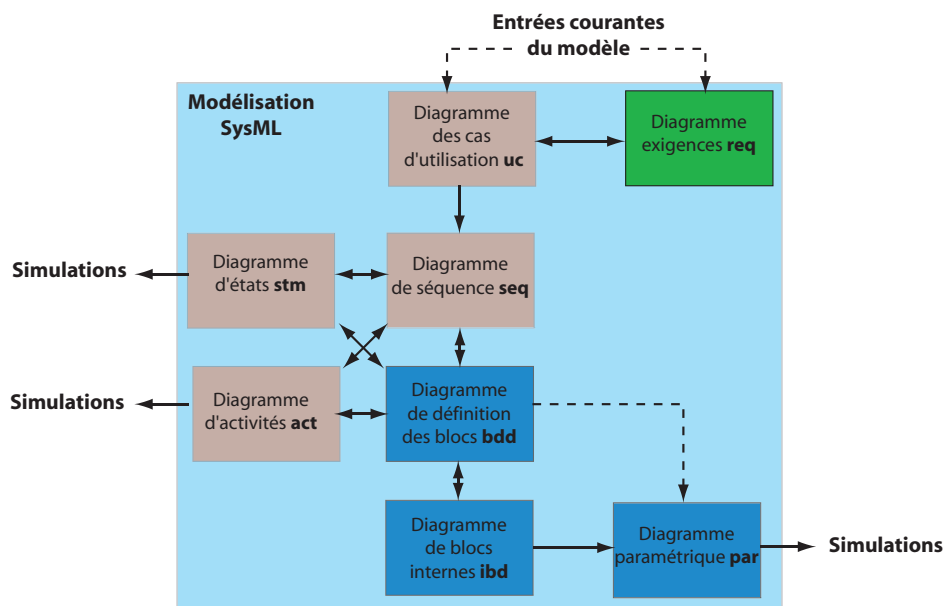 Entrées courantes
du modèle
Modélisation
SysML
Diagramme
des cas
d'utilisation uc
Diagramme
exigences req
Simulations
Diagramme
d'états stm
Diagramme
de séquence seq
Simulations
Diagramme
d'activités act
Diagramme
de définition
des blocs bdd
Diagramme
de blocs
internes ibd
Diagramme
paramétrique par
Simulations